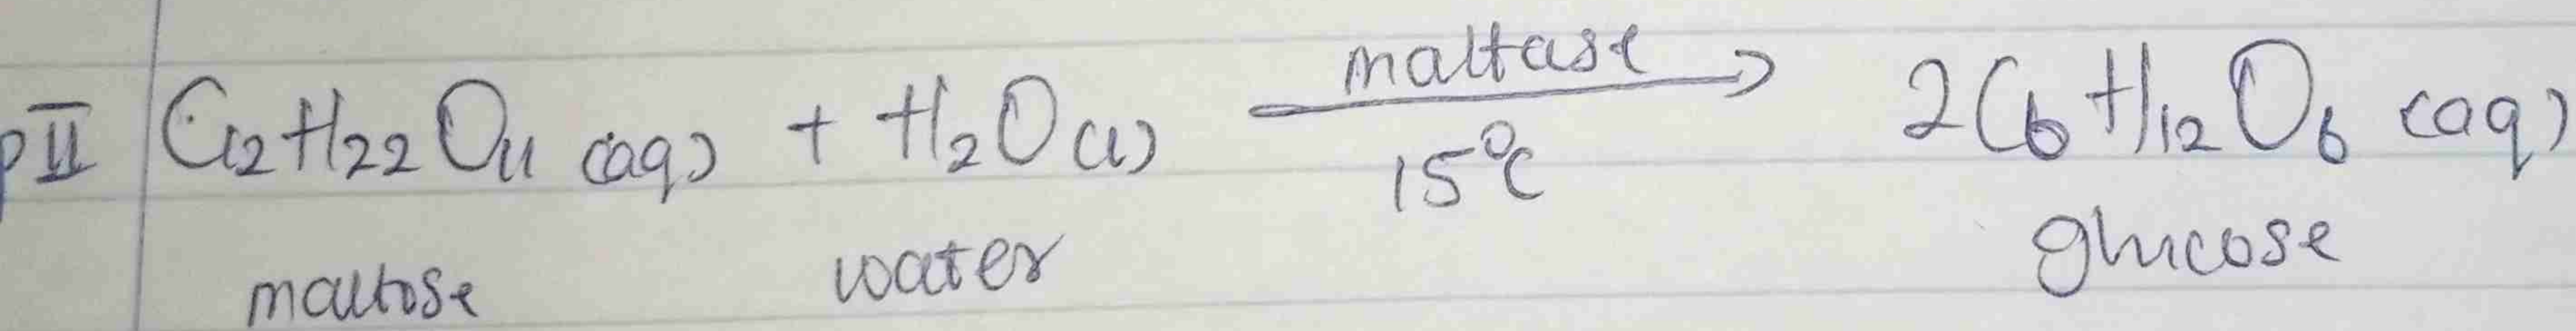 pII C₁₂H₂₂O₁₁ (aq) + H₂O (l) maltase 15°C → 2C₆H₁₂O₆ (aq)
maltose water glucose